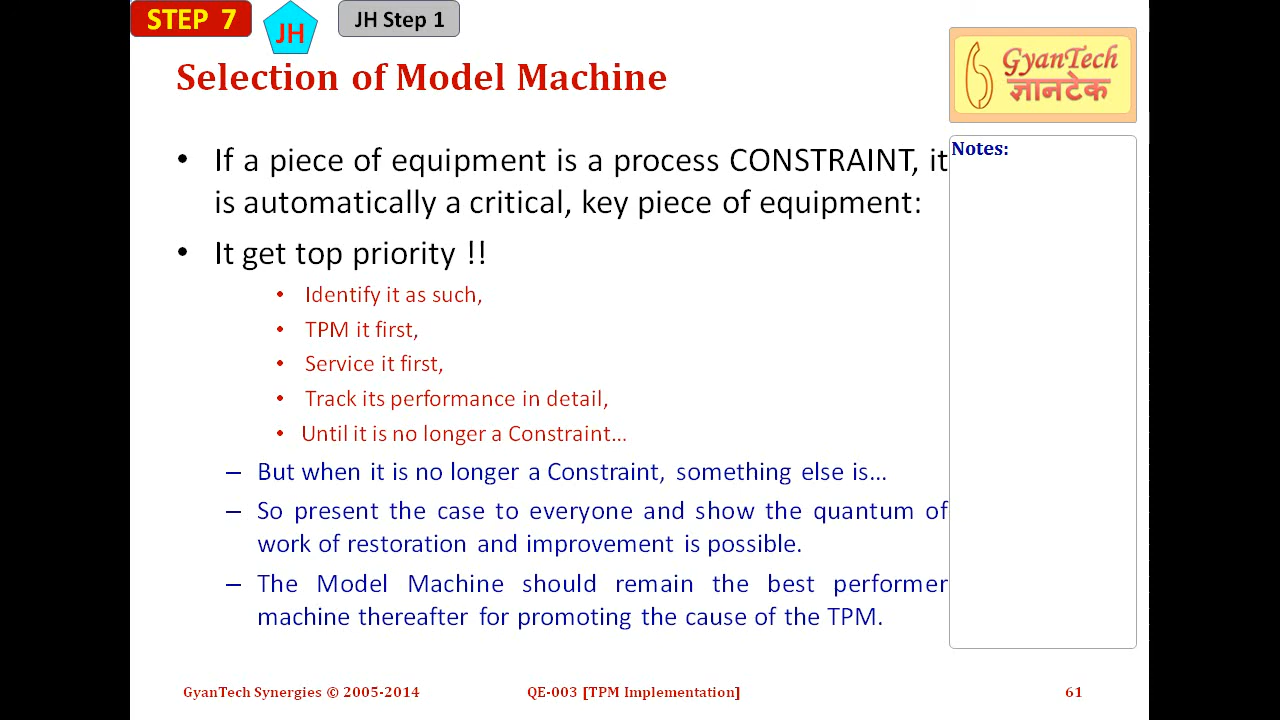 STEP 7
JH
JH Step 1
Selection of Model Machine
GyanTech
ज्ञानटेक
Notes:
• If a piece of equipment is a process CONSTRAINT, it
is automatically a critical, key piece of equipment:
• It get top priority !!
• Identify it as such,
• TPM it first,
• Service it first,
• Track its performance in detail,
• Until it is no longer a Constraint…
– But when it is no longer a Constraint, something else is…
– So present the case to everyone and show the quantum of
work of restoration and improvement is possible.
– The Model Machine should remain the best performer
machine thereafter for promoting the cause of the TPM.
GyanTech Synergies © 2005-2014
QE-003 [TPM Implementation]
61